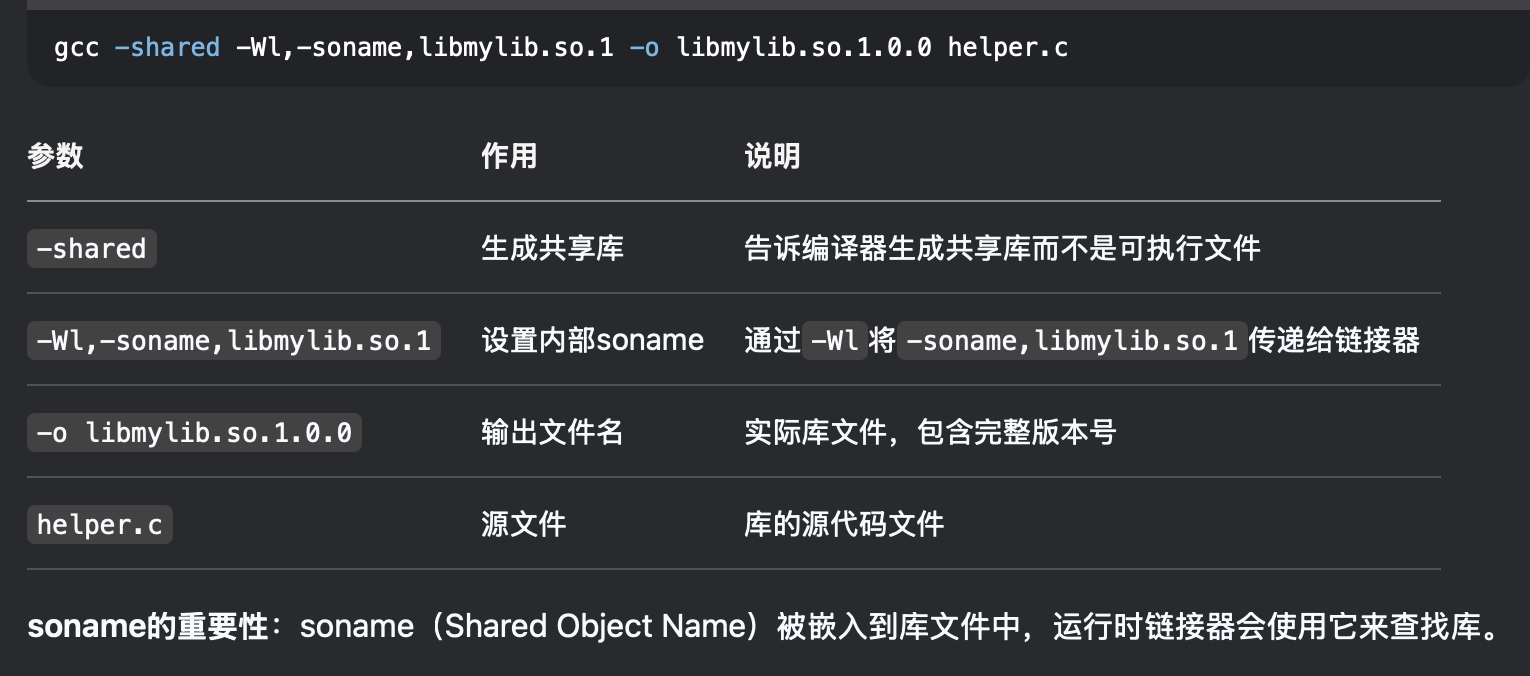 gcc -shared -Wl,-soname,libmylib.so.1 -o libmylib.so.1.0.0 helper.c
参数 作用 说明
-shared 生成共享库 告诉编译器生成共享库而不是可执行文件
-Wl,-soname,libmylib.so.1 设置内部soname 通过 -Wl 将 -soname,libmylib.so.1 传递给链接器
-o libmylib.so.1.0.0 输出文件名 实际库文件，包含完整版本号
helper.c 源文件 库的源代码文件
soname的重要性：soname（Shared Object Name）被嵌入到库文件中，运行时链接器会使用它来查找库。